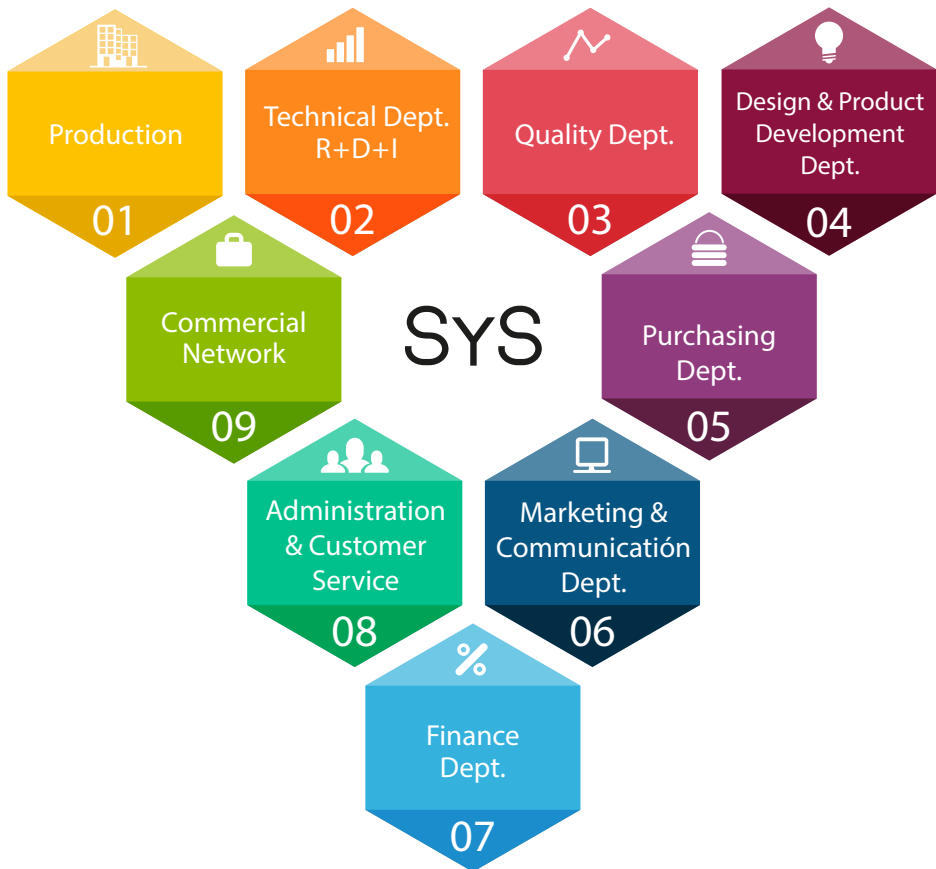 Production
01
Technical Dept.
R+D+I
02
Quality Dept.
03
Design & Product
Development
Dept.
04
Commercial
Network
09
SYS
Purchasing
Dept.
05
Administration
& Customer
Service
08
Marketing &
Communicatión
Dept.
06
Finance
Dept.
07